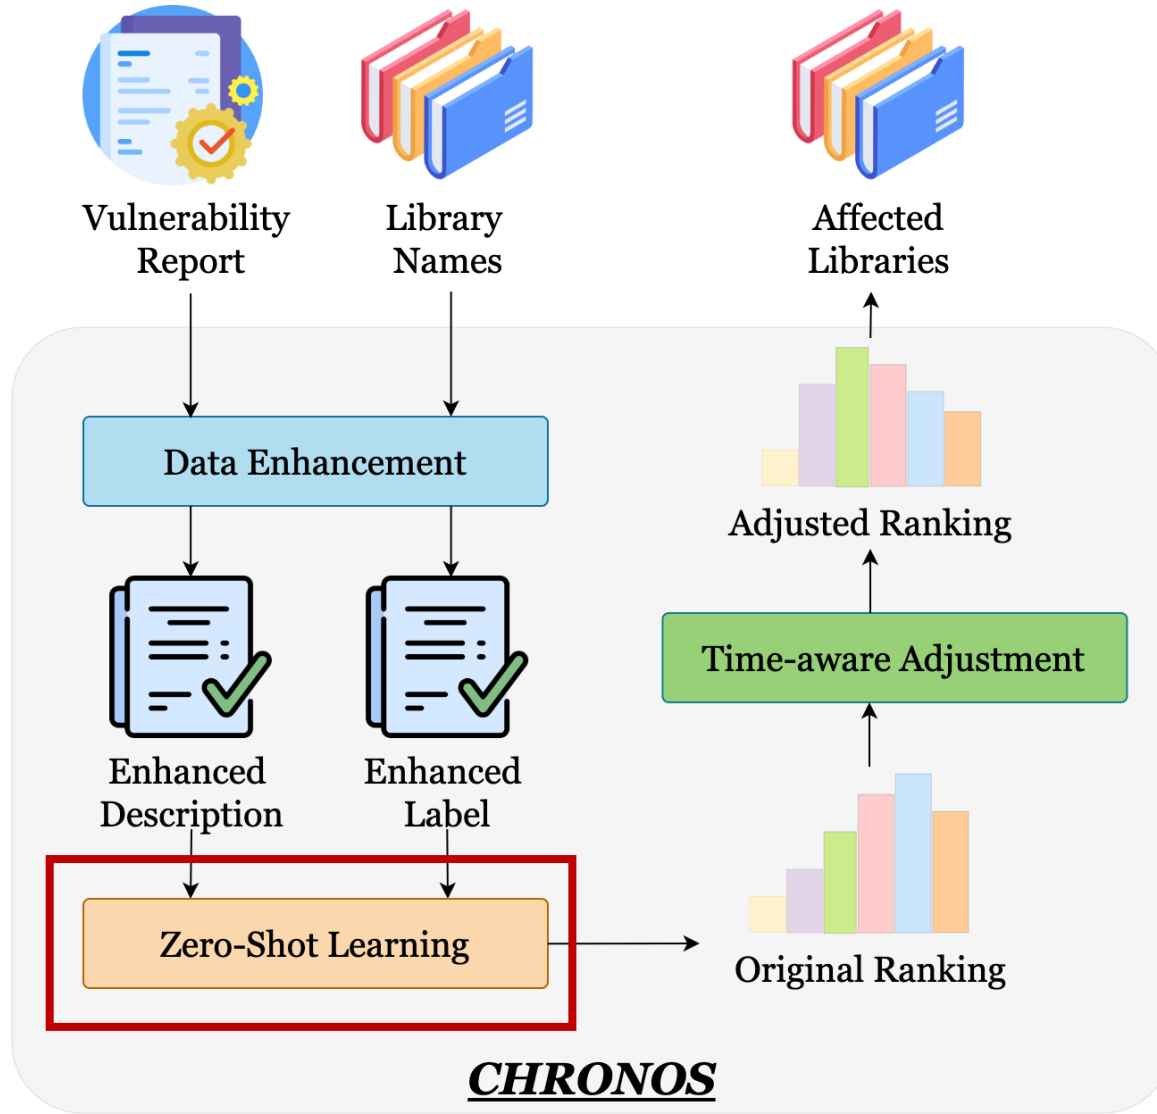 Vulnerability
Report
Library
Names
Affected
Libraries
Data Enhancement
Enhanced
Description
Enhanced
Label
Zero-Shot Learning
Original Ranking
Time-aware Adjustment
Adjusted Ranking
CHRONOS